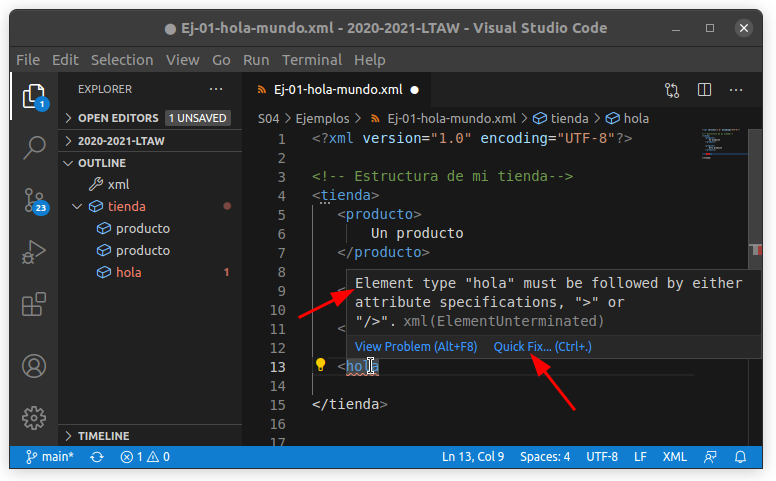 Ej-01-hola-mundo.xml - 2020-2021-LTAW - Visual Studio Code
File Edit Selection View Go Run Terminal Help
EXPLORER
OPEN EDITORS 1 UNSAVED
2020-2021-LTAW
OUTLINE
xml
tienda
producto
producto
hola 1
TIMELINE
1
23
Ej-01-hola-mundo.xml
S04 > Ejemplos > Ej-01-hola-mundo.xml > tienda > hola
1 <?xml version="1.0" encoding="UTF-8"?>
2
3 <!-- Estructura de mi tienda-->
4 <tienda>
5 <producto>
6 Un producto
7 </producto>
8
9 <
10
11 <
12
13 <hola
14
15 </tienda>
16
17
Element type "hola" must be followed by either
attribute specifications, ">" or
"/>". xml(ElementUnterminated)
View Problem (Alt+F8) Quick Fix... (Ctrl+.)
main* 1 0 Ln 13, Col 9 Spaces: 4 UTF-8 LF XML